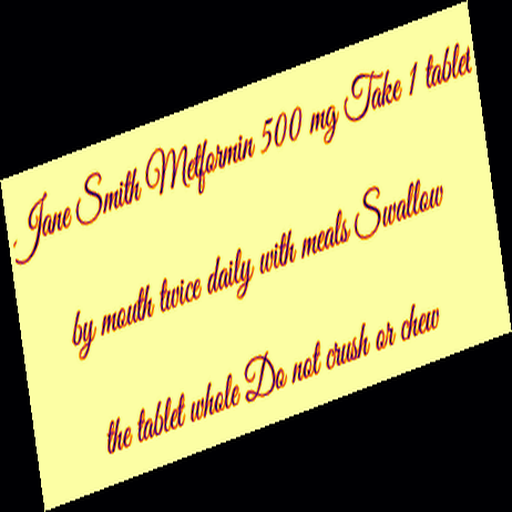 Jane Smith Metformin 500 mg Take 1 tablet
by mouth twice daily with meals Swallow
the tablet whole Do not crush or chew